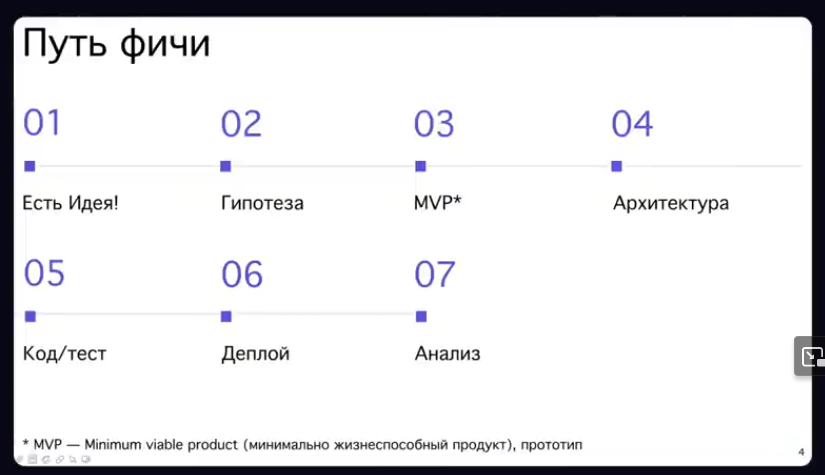 Путь фичи
01 02 03 04
Есть Идея! Гипотеза MVP* Архитектура
05 06 07
Код/тест Деплой Анализ
* MVP — Minimum viable product (минимально жизнеспособный продукт), прототип
4